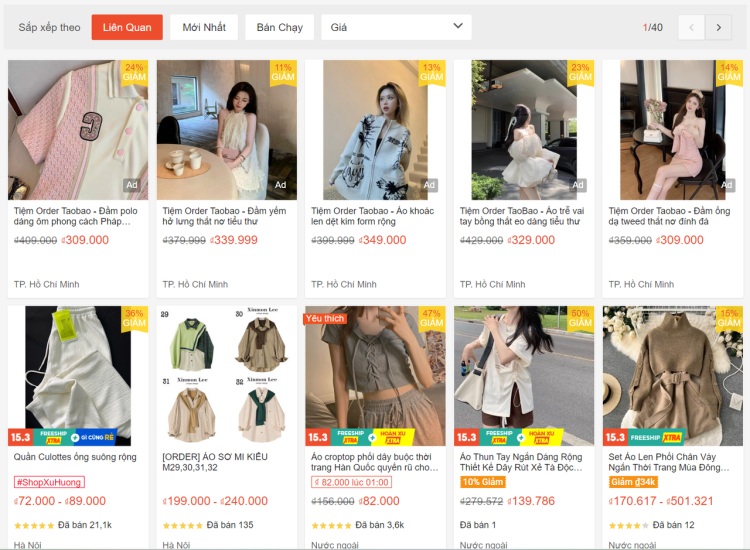 Sắp xếp theo
Liên Quan
Mới Nhất
Bán Chạy
Giá
1/40
24%
GIẢM
Ad
Tiệm Order Taobao - Đầm polo
dáng ôm phong cách Pháp…
₫409.000 ₫309.000
TP. Hồ Chí Minh
11%
GIẢM
Ad
Tiệm Order Taobao - Đầm yếm
hở lưng thắt nơ tiểu thư
₫379.999 ₫339.999
TP. Hồ Chí Minh
13%
GIẢM
Ad
Tiệm Order Taobao - Áo khoác
len dệt kim form rộng
₫399.999 ₫349.000
TP. Hồ Chí Minh
23%
GIẢM
Ad
Tiệm Order TaoBao - Áo trễ vai
tay bồng thắt eo dáng tiểu thư
₫429.000 ₫329.000
TP. Hồ Chí Minh
14%
GIẢM
Ad
Tiệm Order Taobao - Đầm ống
dạ tweed thắt nơ đính đá
₫359.000 ₫309.000
TP. Hồ Chí Minh
36%
GIẢM
15.3 FREESHIP XTRA + GÌ CŨNG RẺ
Quần Culottes ống suông rộng
#ShopXuHuong
₫72.000 - ₫89.000
Đã bán 21,1k
Hà Nội
Xinmon Lee
29
30
Xinmon Lee
Xinmon Lee
31
32
[ORDER] ÁO SƠ MI KIỂU
M29,30,31,32
₫199.000 - ₫240.000
Đã bán 135
Hà Nội
Yêu thích
47%
GIẢM
15.3 FREESHIP XTRA + HOÀN XU XTRA
Áo croptop phối dây buộc thời
trang Hàn Quốc quyến rũ cho…
₫ 82.000 lúc 01:00
₫156.000 ₫82.000
Đã bán 3,6k
Nước ngoài
50%
GIẢM
15.3 FREESHIP XTRA + HOÀN XU XTRA
Áo Thun Tay Ngắn Dáng Rộng
Thiết Kế Dây Rút Xẻ Tà Độc…
10% Giảm
₫279.572 ₫139.786
Đã bán 1
Nước ngoài
15%
GIẢM
15.3 FREESHIP XTRA
Set Áo Len Phối Chân Váy
Ngắn Thời Trang Mùa Đông…
Giảm ₫34k
₫170.617 - ₫501.321
Đã bán 12
Nước ngoài